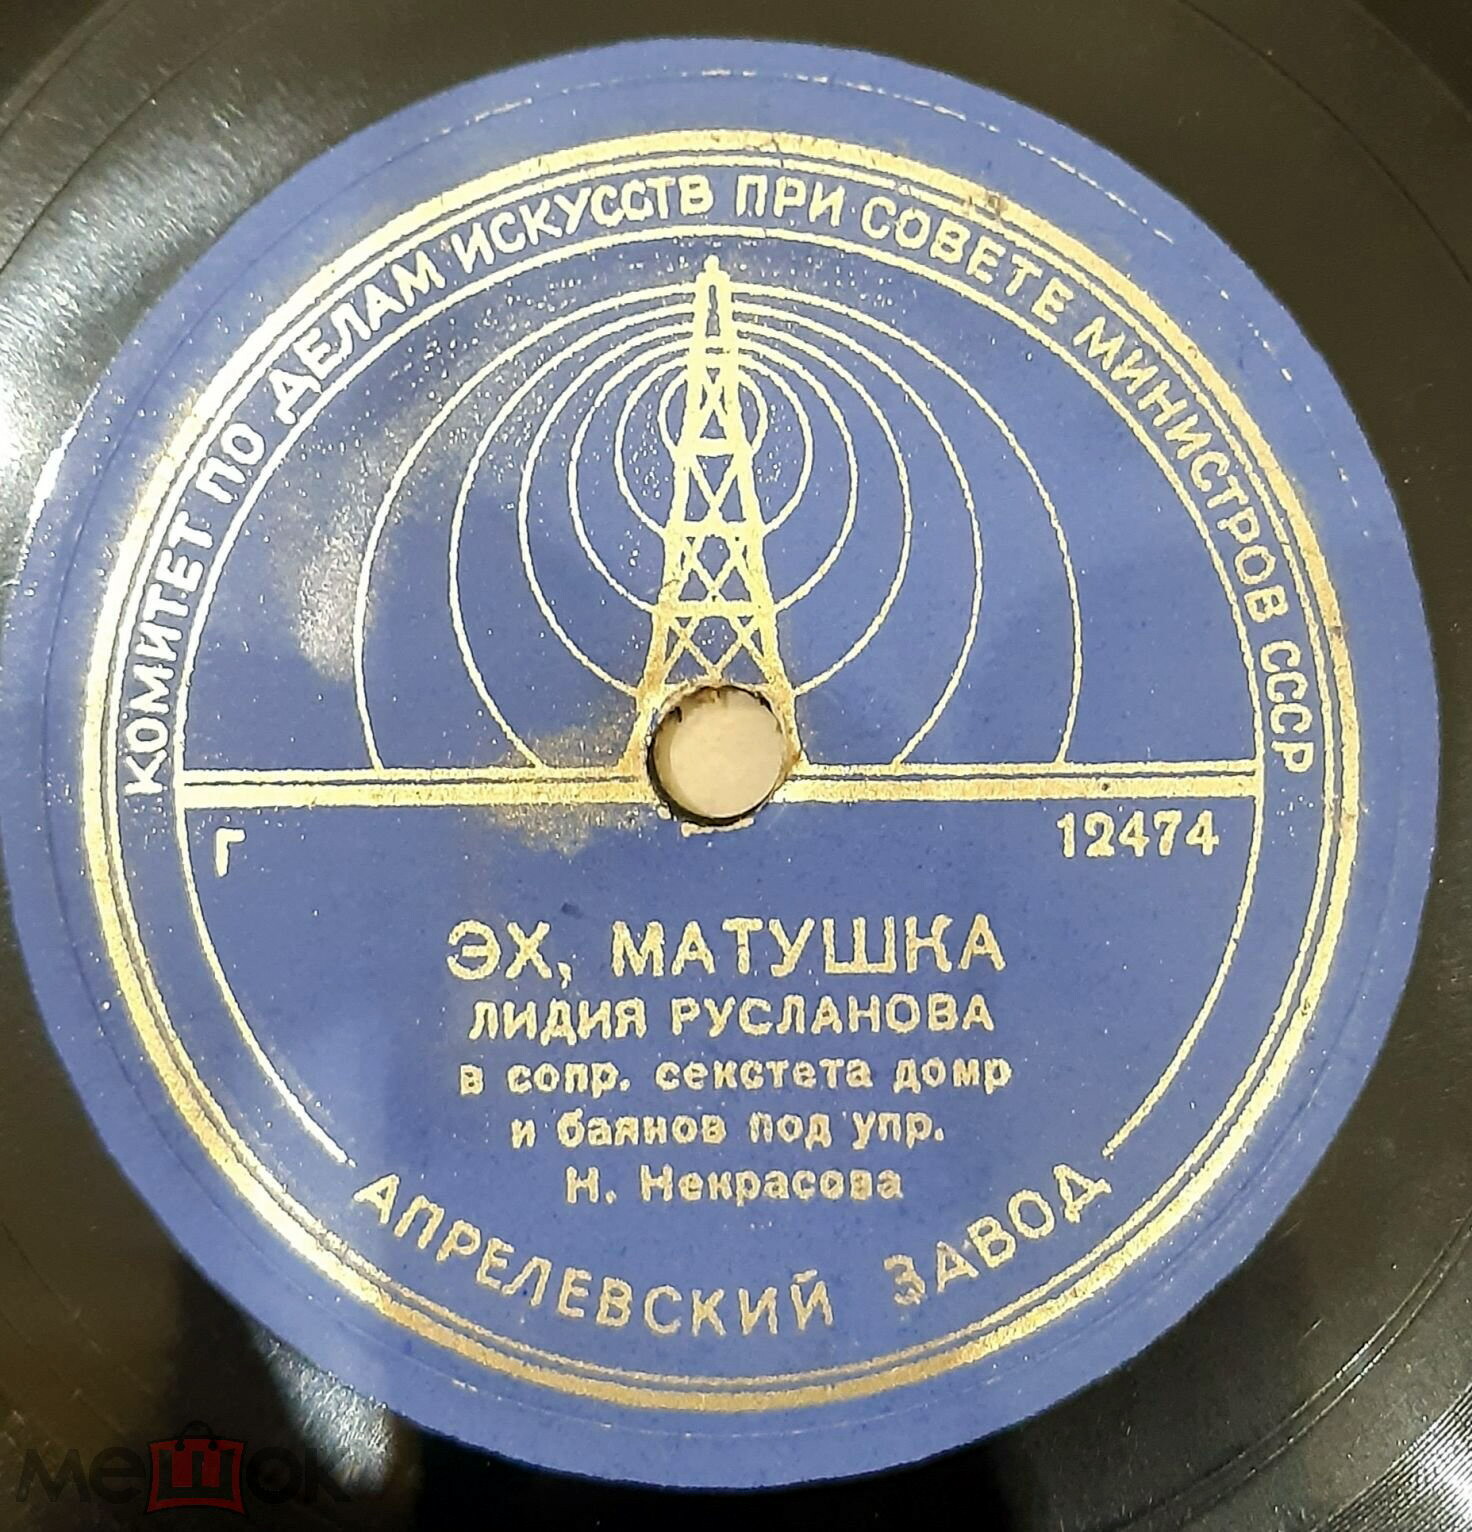 КОМИТЕТ ПО ДЕЛАМ ИСКУССТВ ПРИ СОВЕТЕ МИНИСТРОВ СССР
Г 12474
ЭХ, МАТУШКА
ЛИДИЯ РУСЛАНОВА
в сопр. секстета домр
и баянов под упр.
Н. Некрасова
АПРЕЛЕВСКИЙ ЗАВОД
мешок